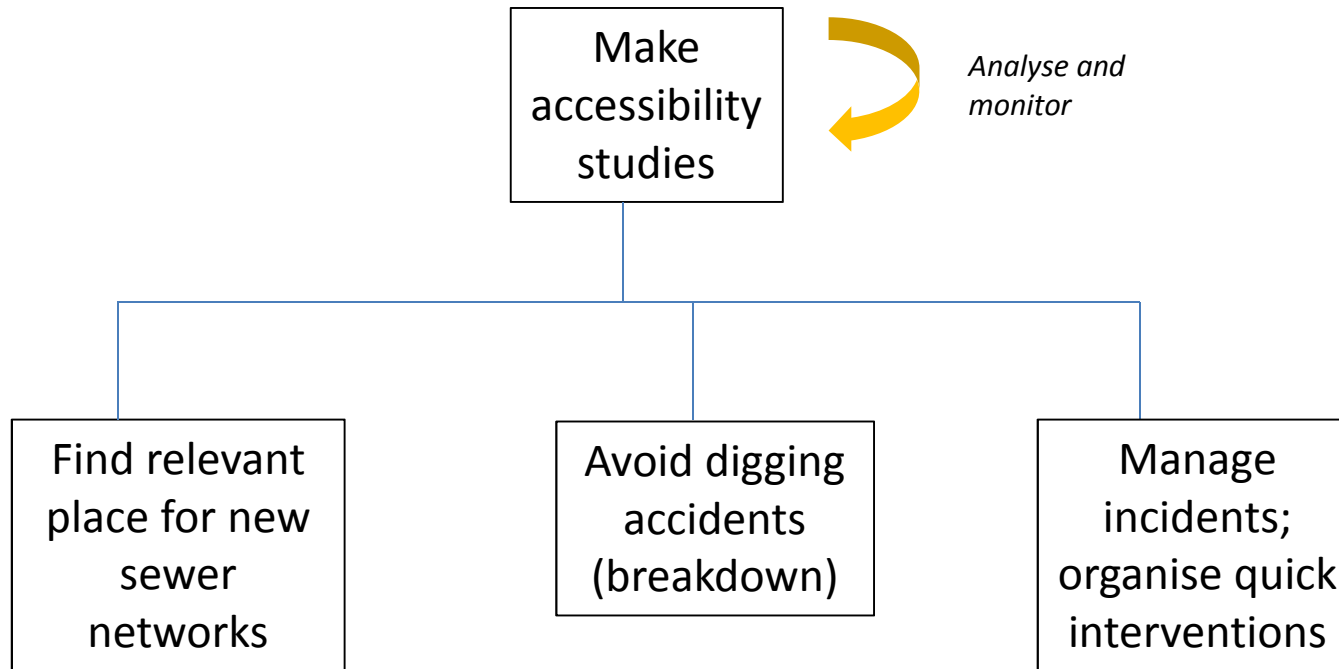 Make
accessibility
studies
Analyse and
monitor
Find relevant
place for new
sewer
networks
Avoid digging
accidents
(breakdown)
Manage
incidents;
organise quick
interventions